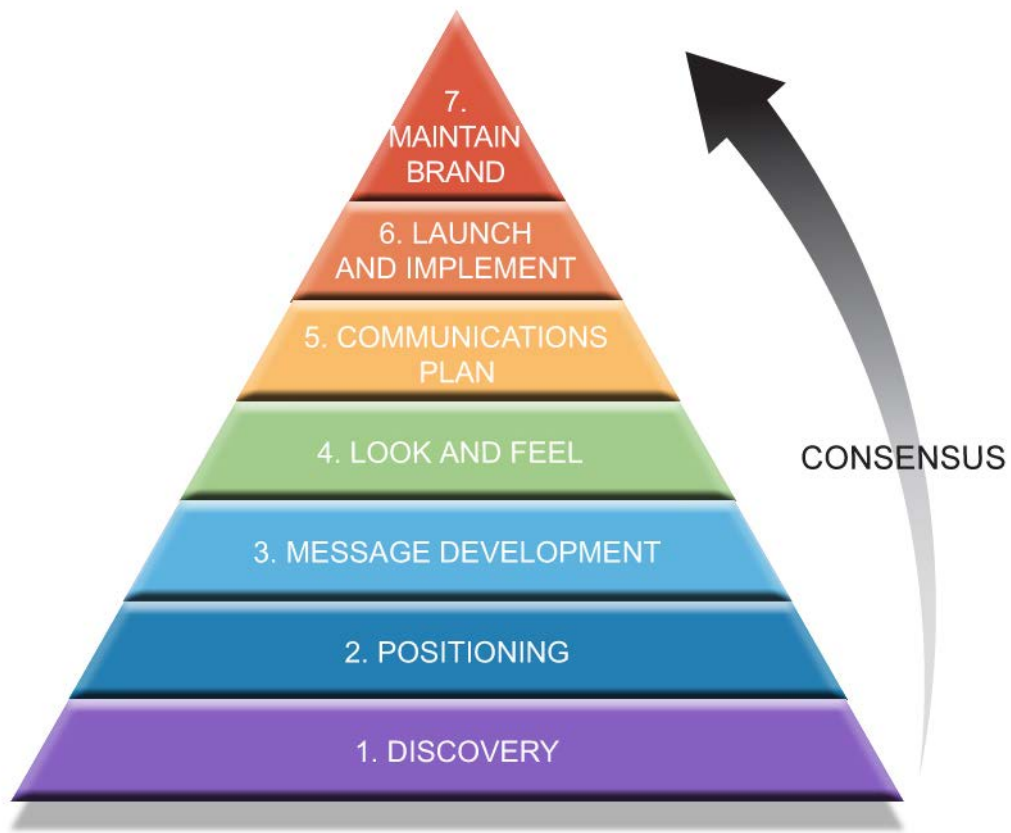 7.
MAINTAIN
BRAND
6. LAUNCH
AND IMPLEMENT
5. COMMUNICATIONS
PLAN
4. LOOK AND FEEL
CONSENSUS
3. MESSAGE DEVELOPMENT
2. POSITIONING
1. DISCOVERY